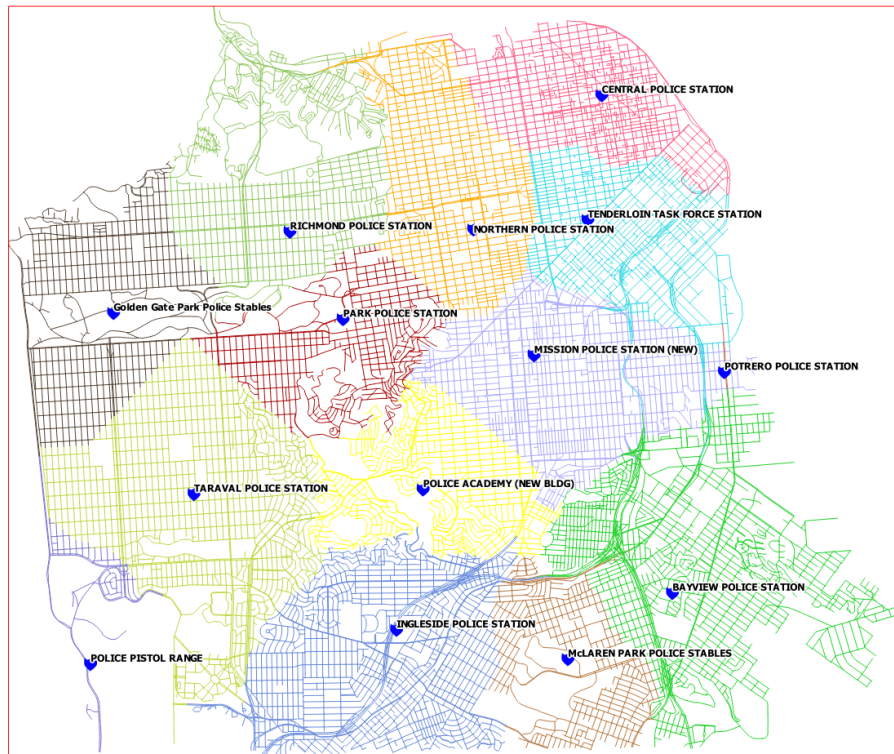 CENTRAL POLICE STATION
TENDERLOIN TASK FORCE STATION
RICHMOND POLICE STATION
NORTHERN POLICE STATION
Golden Gate Park Police Stables
PARK POLICE STATION
MISSION POLICE STATION (NEW)
POTRERO POLICE STATION
TARAVAL POLICE STATION
POLICE ACADEMY (NEW BLDG)
BAYVIEW POLICE STATION
INGLESIDE POLICE STATION
POLICE PISTOL RANGE
McLAREN PARK POLICE STABLES